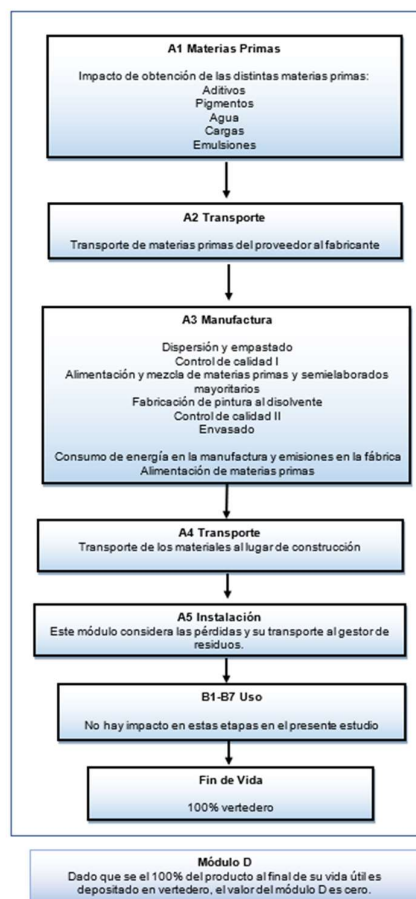 A1 Materias Primas
Impacto de obtención de las distintas materias primas:
Aditivos
Pigmentos
Agua
Cargas
Emulsiones
A2 Transporte
Transporte de materias primas del proveedor al fabricante
A3 Manufactura
Dispersión y empastado
Control de calidad I
Alimentación y mezcla de materias primas y semielaborados
mayoritarios
Fabricación de pintura al disolvente
Control de calidad II
Envasado
Consumo de energía en la manufactura y emisiones en la fábrica
Alimentación de materias primas
A4 Transporte
Transporte de los materiales al lugar de construcción
A5 Instalación
Este módulo considera las pérdidas y su transporte al gestor de
residuos.
B1-B7 Uso
No hay impacto en estas etapas en el presente estudio
Fin de Vida
100% vertedero
Módulo D
Dado que se el 100% del producto al final de su vida útil es
depositado en vertedero, el valor del módulo D es cero.